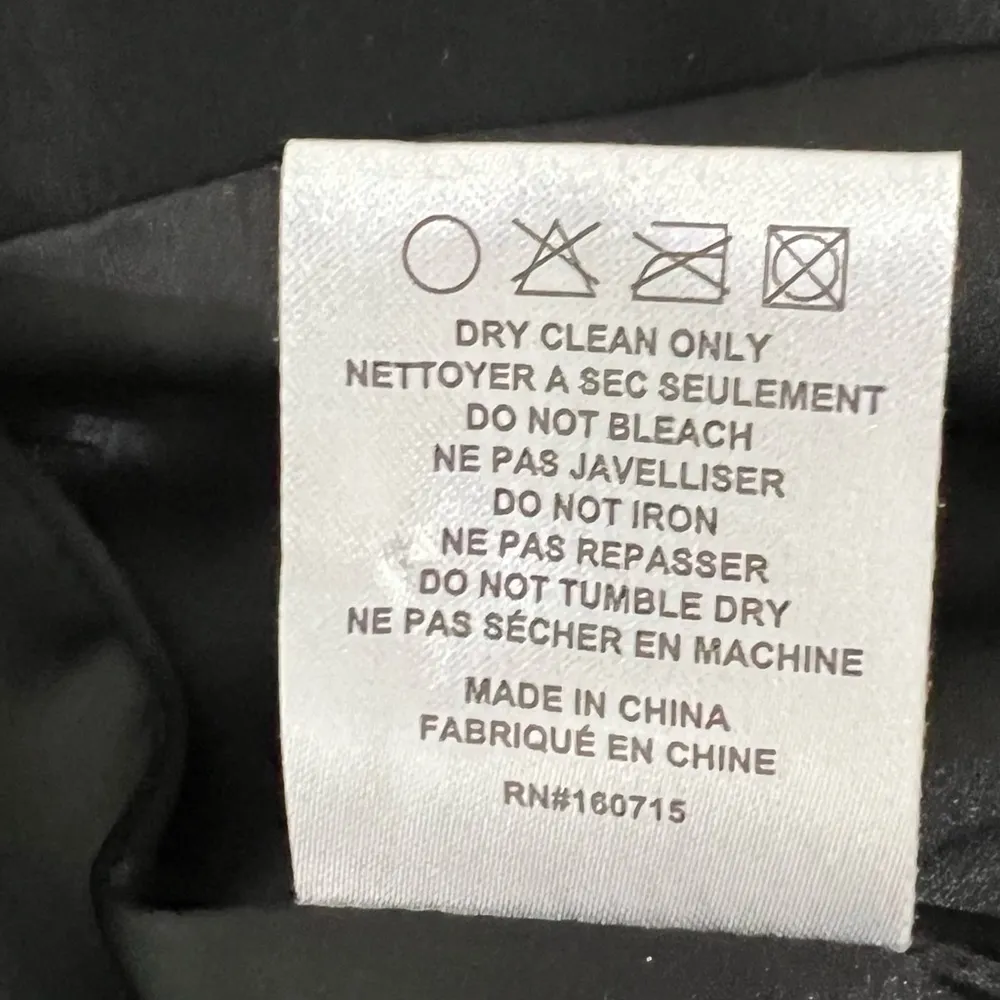 DRY CLEAN ONLY
NETTOYER A SEC SEULEMENT
DO NOT BLEACH
NE PAS JAVELLISER
DO NOT IRON
NE PAS REPASSER
DO NOT TUMBLE DRY
NE PAS SÉCHER EN MACHINE
MADE IN CHINA
FABRIQUÉ EN CHINE
RN#160715